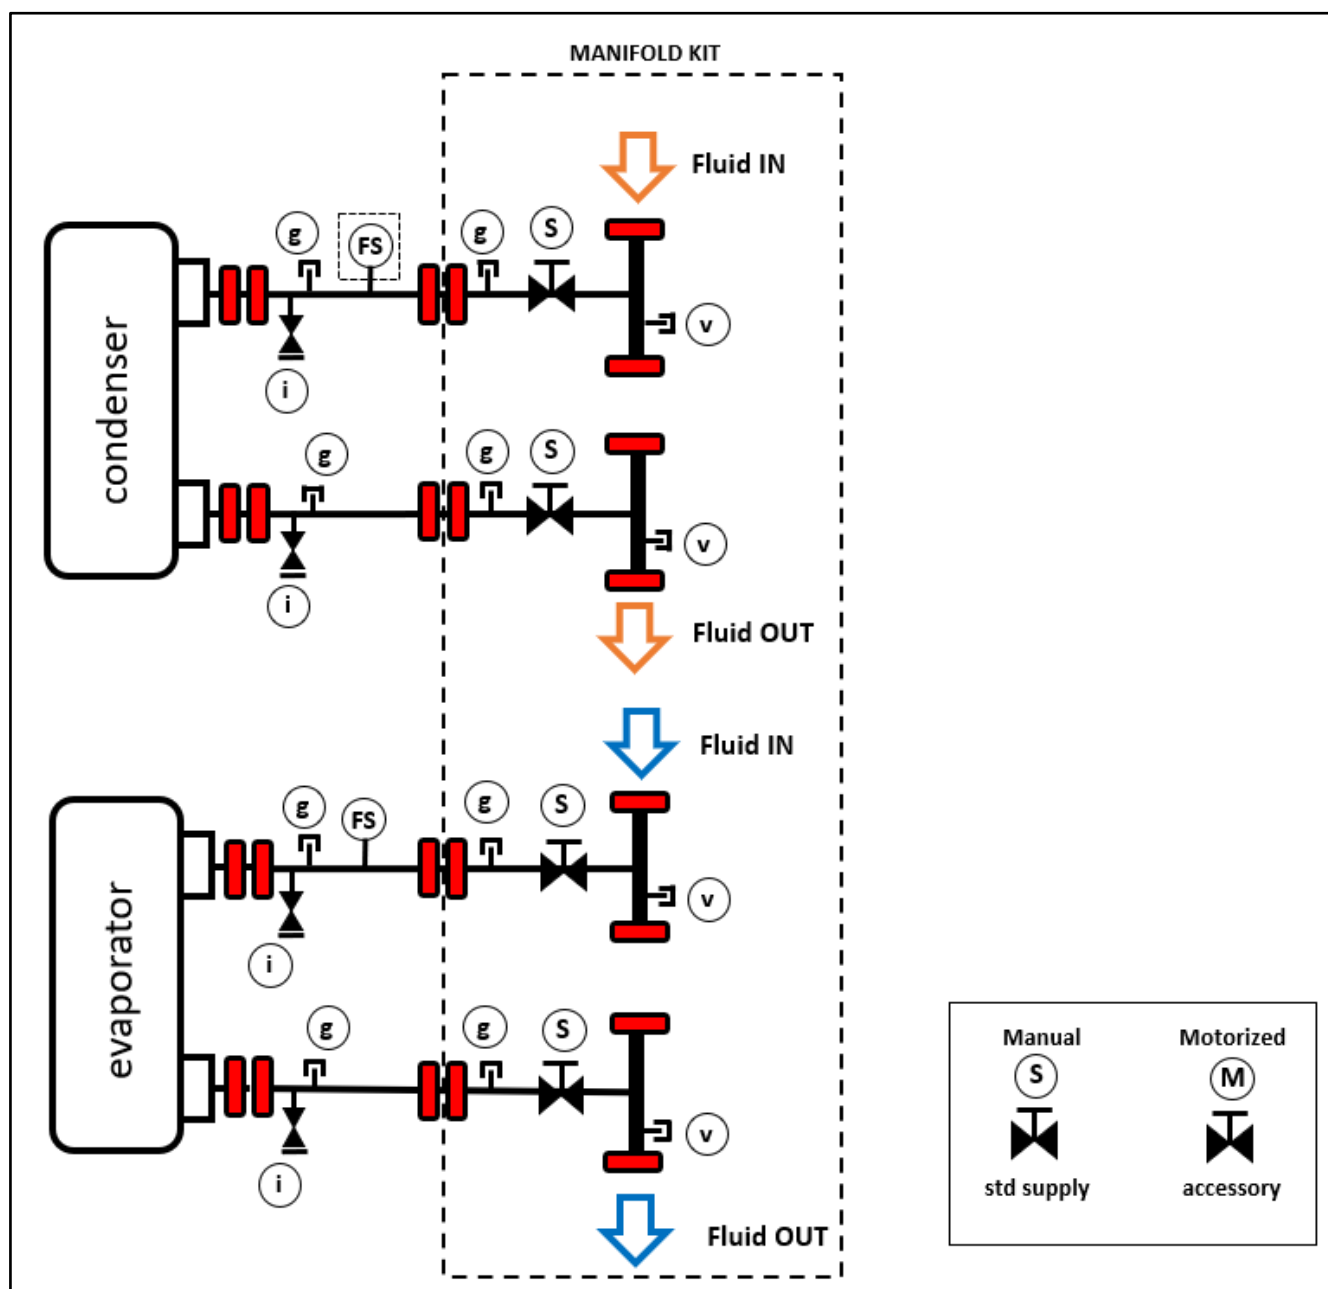 MANIFOLD KIT
Fluid IN
g
FS
g
S
v
i
condenser
g
g
S
v
i
Fluid OUT
Fluid IN
g
FS
g
S
v
i
evaporator
g
g
S
v
i
Fluid OUT
Manual
Motorized
S
M
std supply
accessory